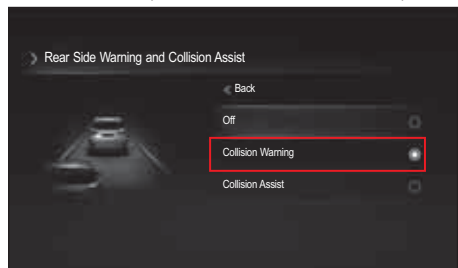 Rear Side Warning and Collision Assist
Back
Off
Collision Warning
Collision Assist